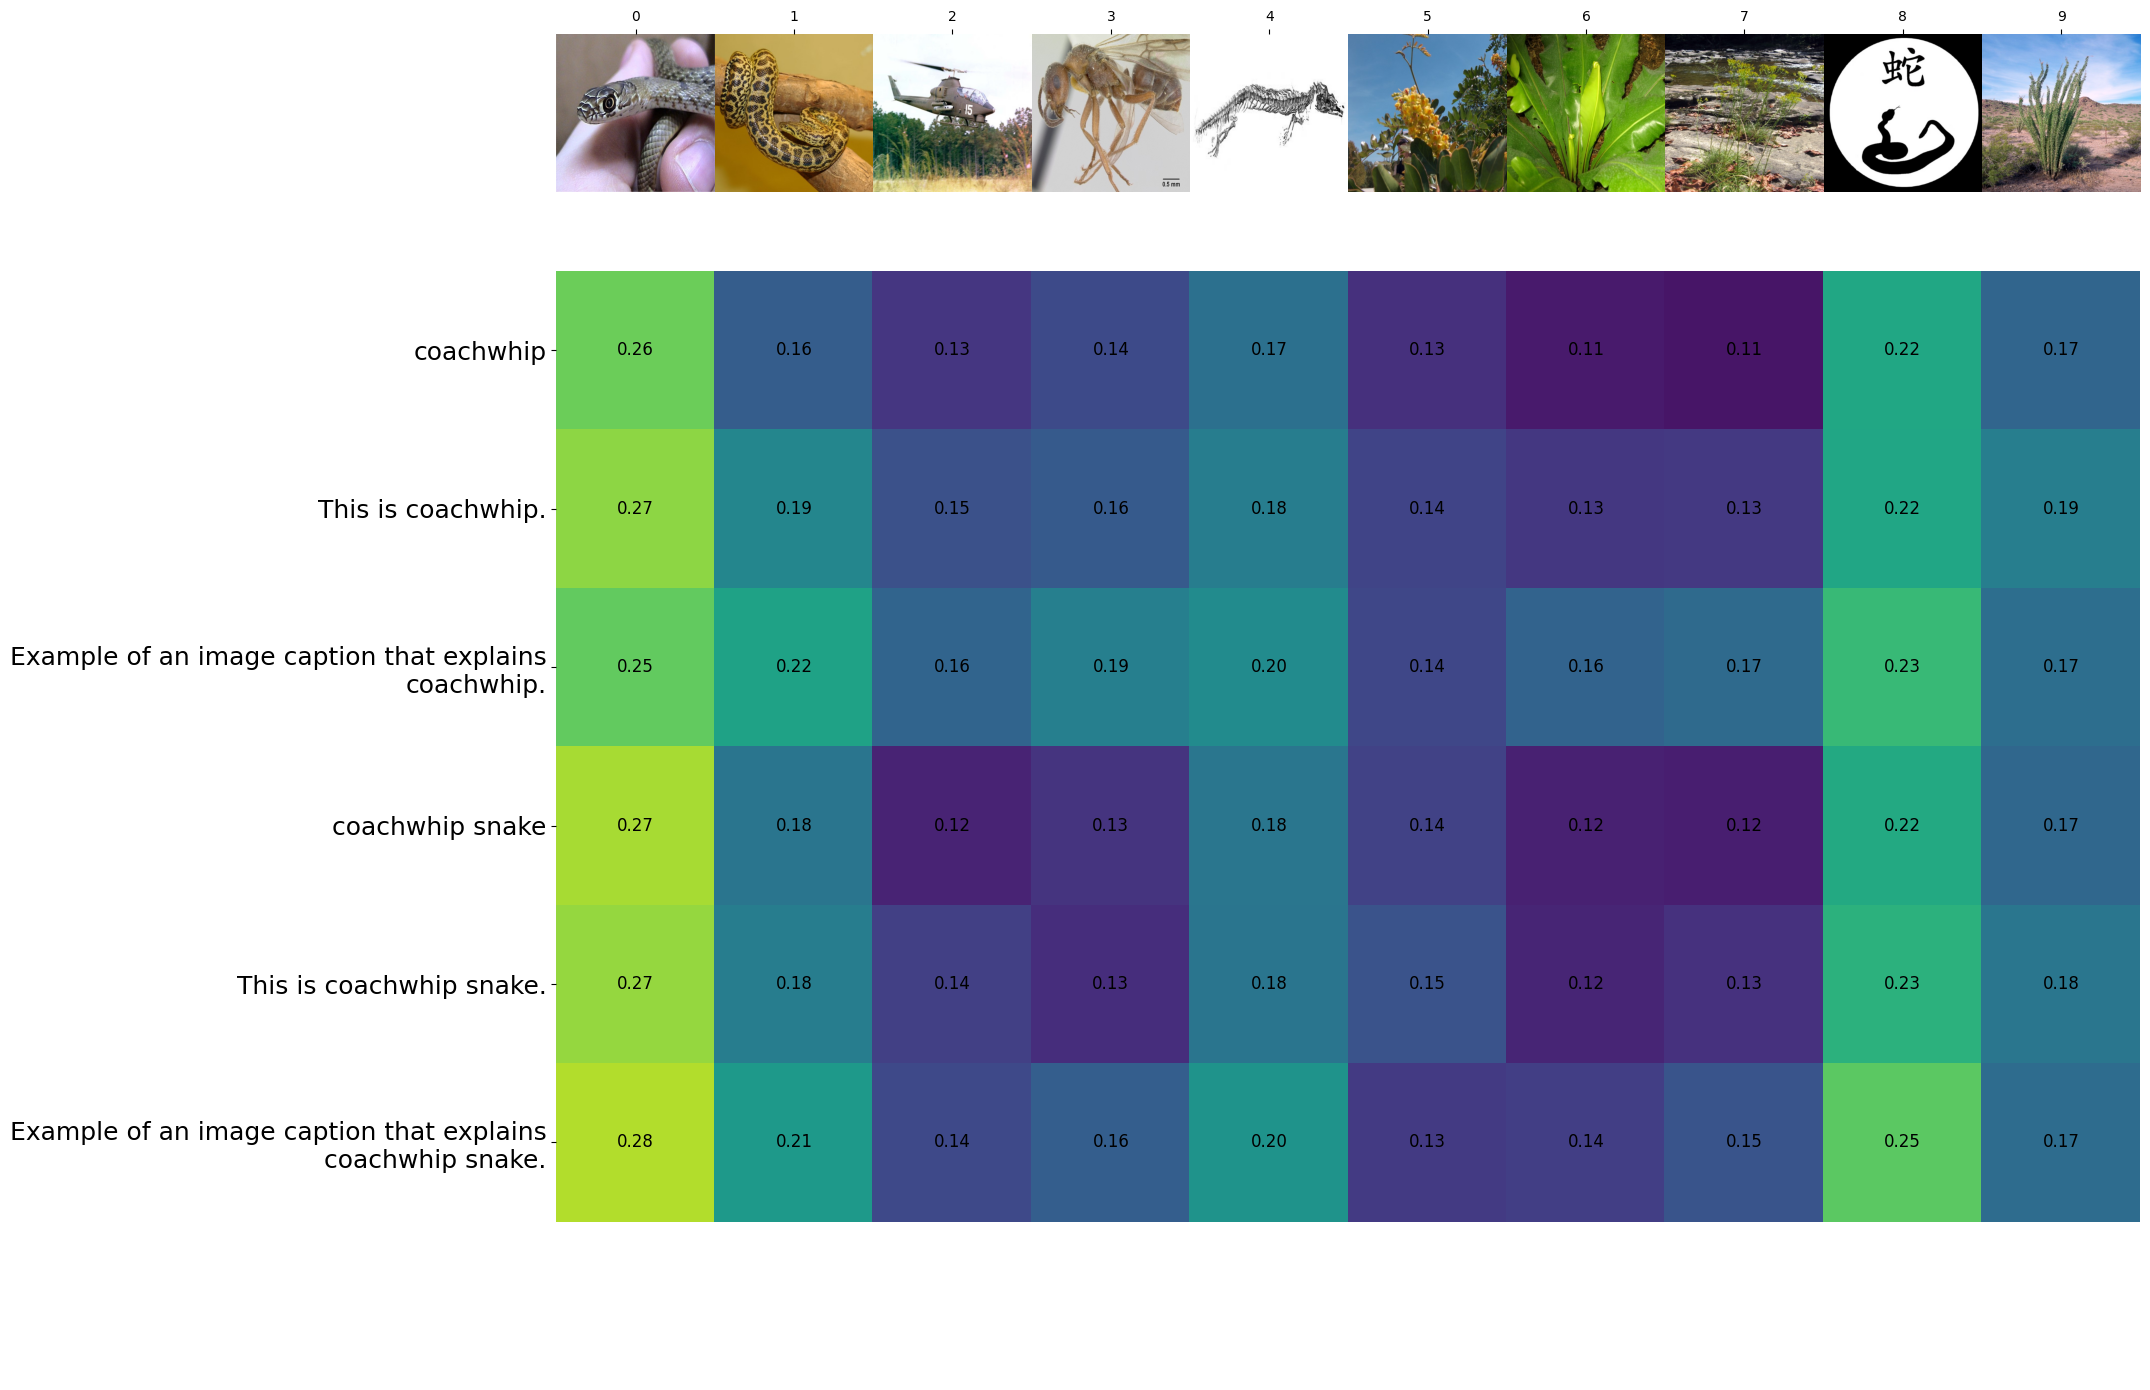 0 1 2 3 4 5 6 7 8 9
15
0.5 mm
蛇
coachwhip 0.26 0.16 0.13 0.14 0.17 0.13 0.11 0.11 0.22 0.17
This is coachwhip. 0.27 0.19 0.15 0.16 0.18 0.14 0.13 0.13 0.22 0.19
Example of an image caption that explains
coachwhip. 0.25 0.22 0.16 0.19 0.20 0.14 0.16 0.17 0.23 0.17
coachwhip snake 0.27 0.18 0.12 0.13 0.18 0.14 0.12 0.12 0.22 0.17
This is coachwhip snake. 0.27 0.18 0.14 0.13 0.18 0.15 0.12 0.13 0.23 0.18
Example of an image caption that explains
coachwhip snake. 0.28 0.21 0.14 0.16 0.20 0.13 0.14 0.15 0.25 0.17